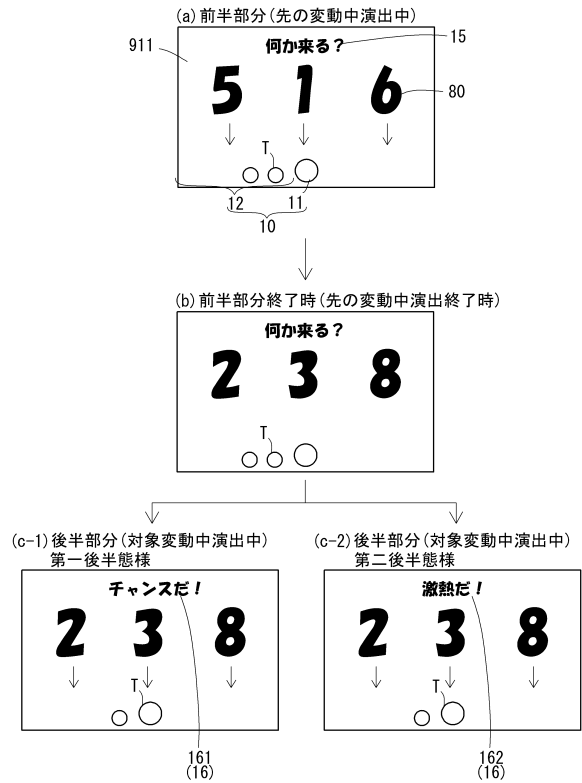 (a)前半部分(先の変動中演出中)
911
何か来る?
15
5 1 6
80
T
12
11
10
(b)前半部分終了時(先の変動中演出終了時)
何か来る?
2 3 8
T
(c-1)後半部分(対象変動中演出中)
第一後半態様
チャンスだ!
2 3 8
T
161
(16)
(c-2)後半部分(対象変動中演出中)
第二後半態様
激熱だ!
2 3 8
T
162
(16)